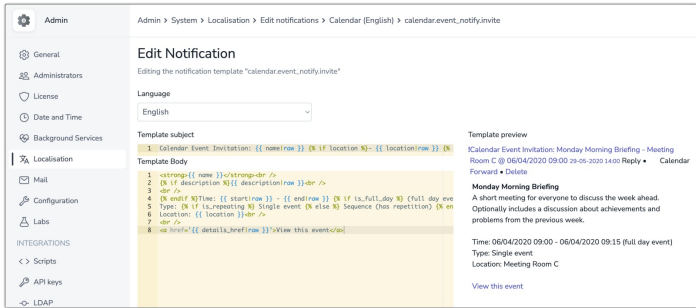 Admin
Admin > System > Localisation > Edit notifications > Calendar (English) > calendar.event_notify.invite
General
Administrators
License
Date and Time
Background Services
Localisation
Mail
Configuration
Labs
INTEGRATIONS
Scripts
API keys
LDAP
Edit Notification
Editing the notification template "calendar.event_notify.invite"
Language
English
Template subject
1 Calendar Event Invitation: {{ name|raw }} {% if location %}- {{ location|raw }} {%
Template Body
1 <strong>{{ name }}</strong><br />
2 {% if description %}{{ description|raw }}<br />
3 <br />
4 {% endif %}Time: {{ start|raw }} - {{ end|raw }} {% if is_full_day %} (full day eve
5 Type: {% if is_repeating %} Single event {% else %} Sequence (has repetition) {% en
6 Location: {{ location }}<br />
7 <br />
8 <a href='{{ details_href|raw }}'>View this event</a>
Template preview
Calendar Event Invitation: Monday Morning Briefing - Meeting
Room C @ 06/04/2020 09:00 29-05-2020 14:00 Reply • Calendar
Forward • Delete
Monday Morning Briefing
A short meeting for everyone to discuss the week ahead.
Optionally includes a discussion about achievements and
problems from the previous week.
Time: 06/04/2020 09:00 - 06/04/2020 09:15 (full day event)
Type: Single event
Location: Meeting Room C
View this event